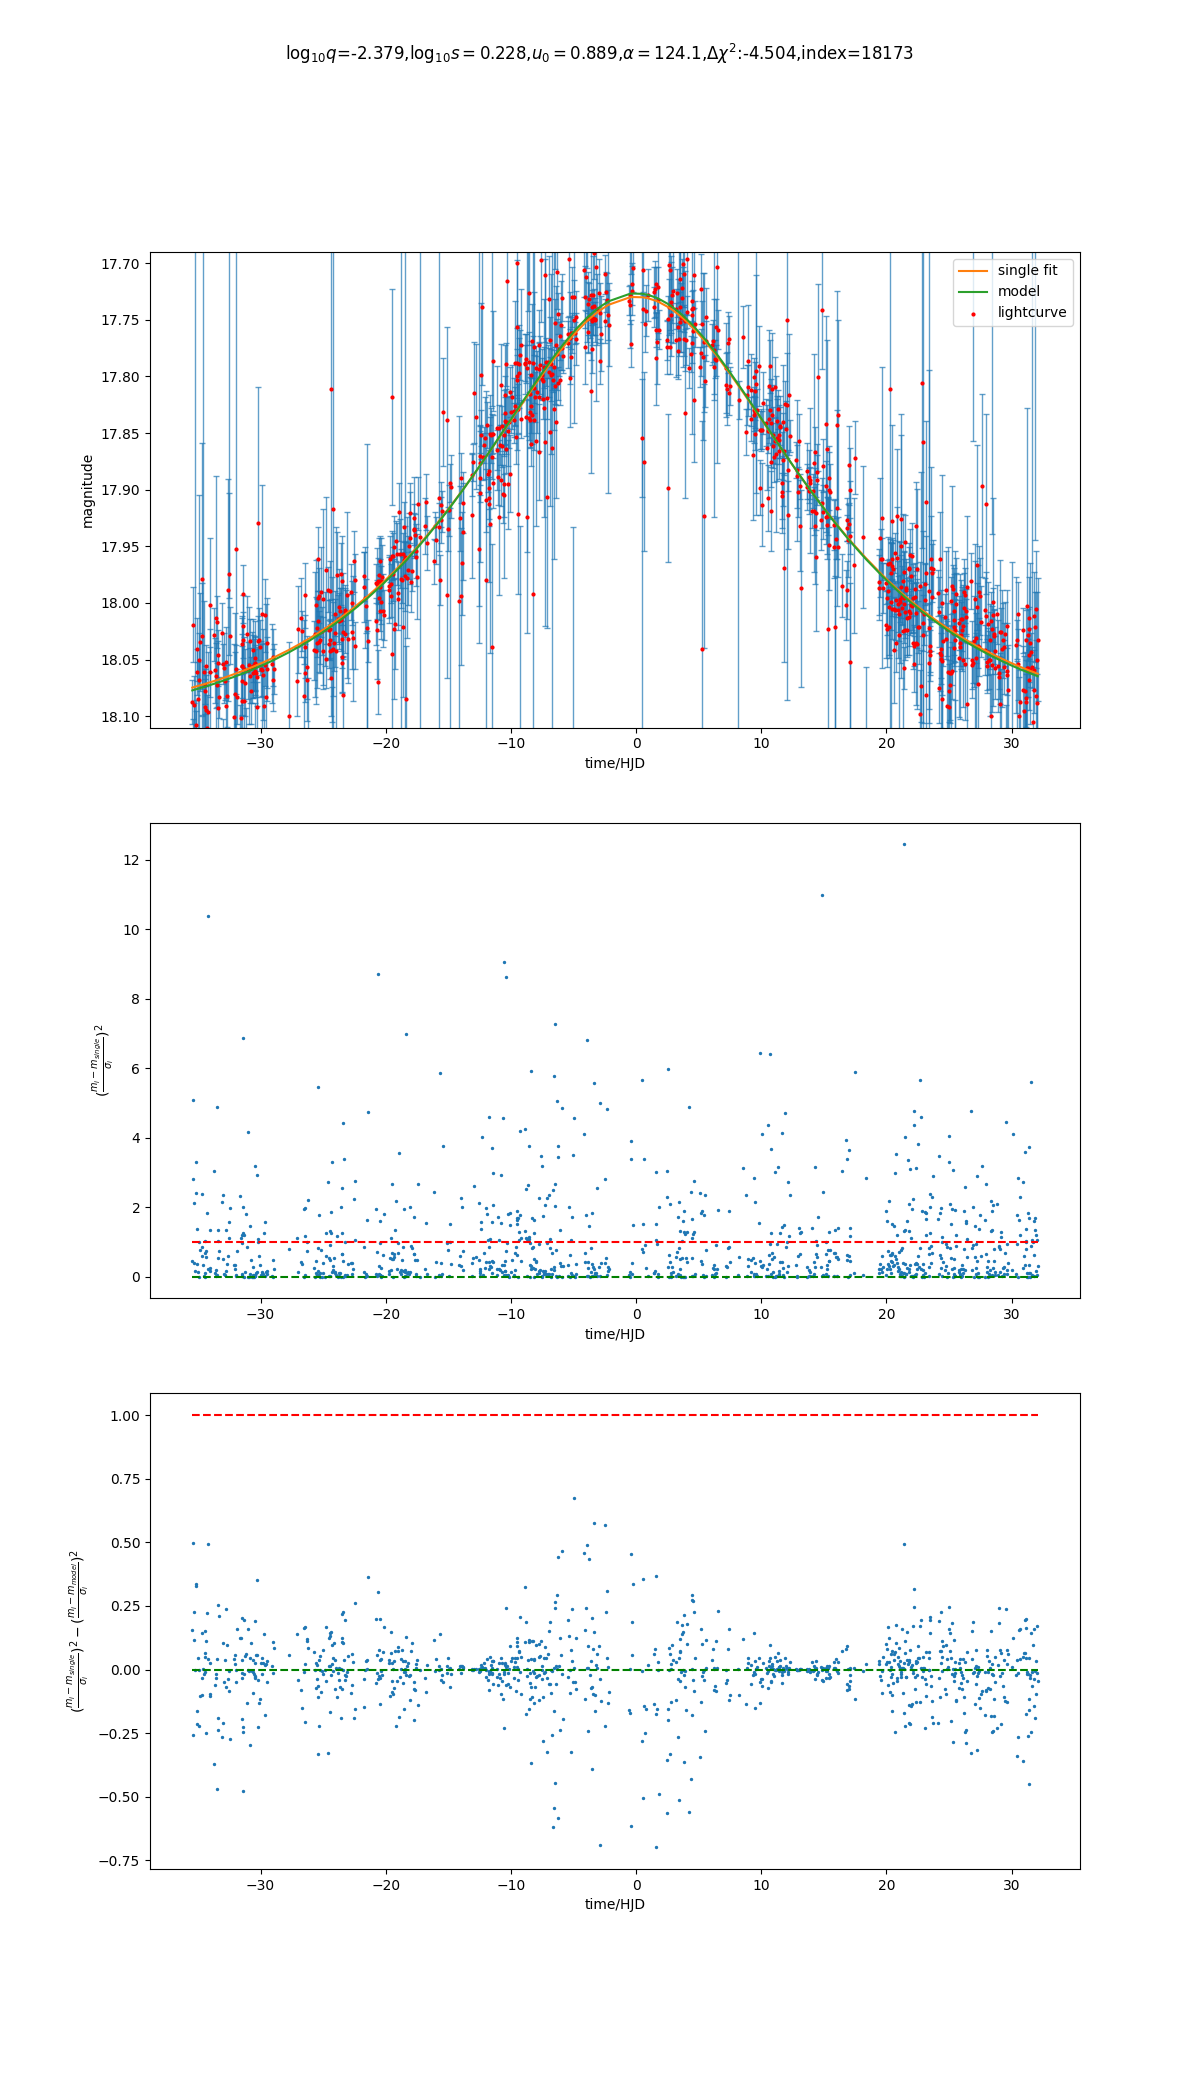 log₁₀q=-2.379,log₁₀s = 0.228,u₀ = 0.889,α = 124.1,Δχ²:-4.504,index=18173
17.70
17.75
17.80
17.85
17.90
17.95
18.00
18.05
18.10
magnitude
single fit
model
lightcurve
−30 −20 −10 0 10 20 30
time/HJD
12
10
8
6
4
2
0
((mᵢ − m_single)/σᵢ)²
−30 −20 −10 0 10 20 30
time/HJD
1.00
0.75
0.50
0.25
0.00
−0.25
−0.50
−0.75
((mᵢ − m_single)/σᵢ)² − ((mᵢ − m_model)/σᵢ)²
−30 −20 −10 0 10 20 30
time/HJD